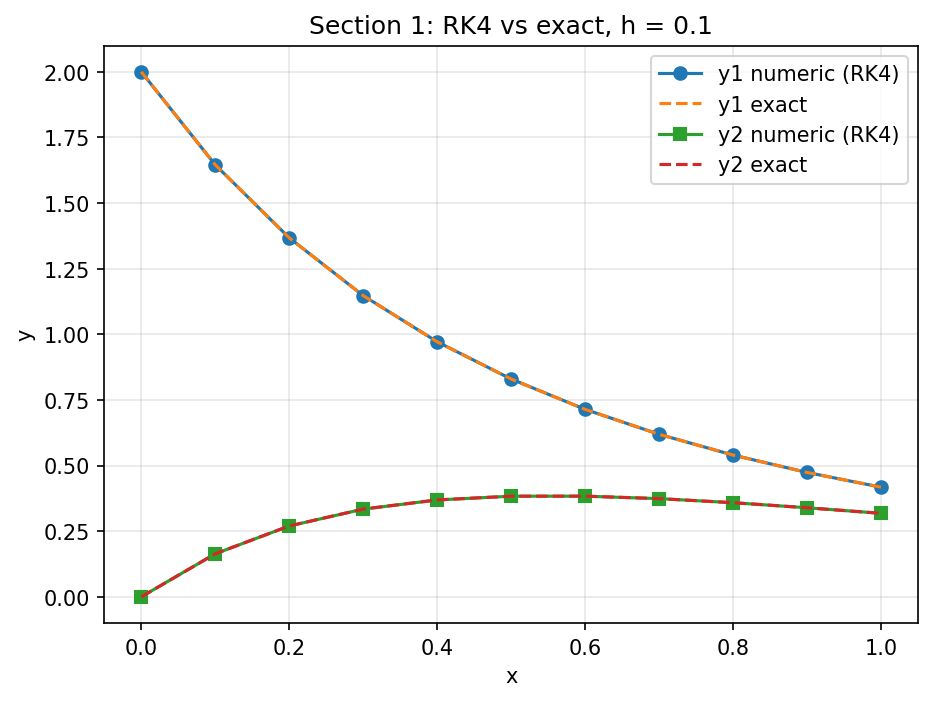 Section 1: RK4 vs exact, h = 0.1
y1 numeric (RK4)
y1 exact
y2 numeric (RK4)
y2 exact
y
2.00
1.75
1.50
1.25
1.00
0.75
0.50
0.25
0.00
0.0 0.2 0.4 0.6 0.8 1.0
x